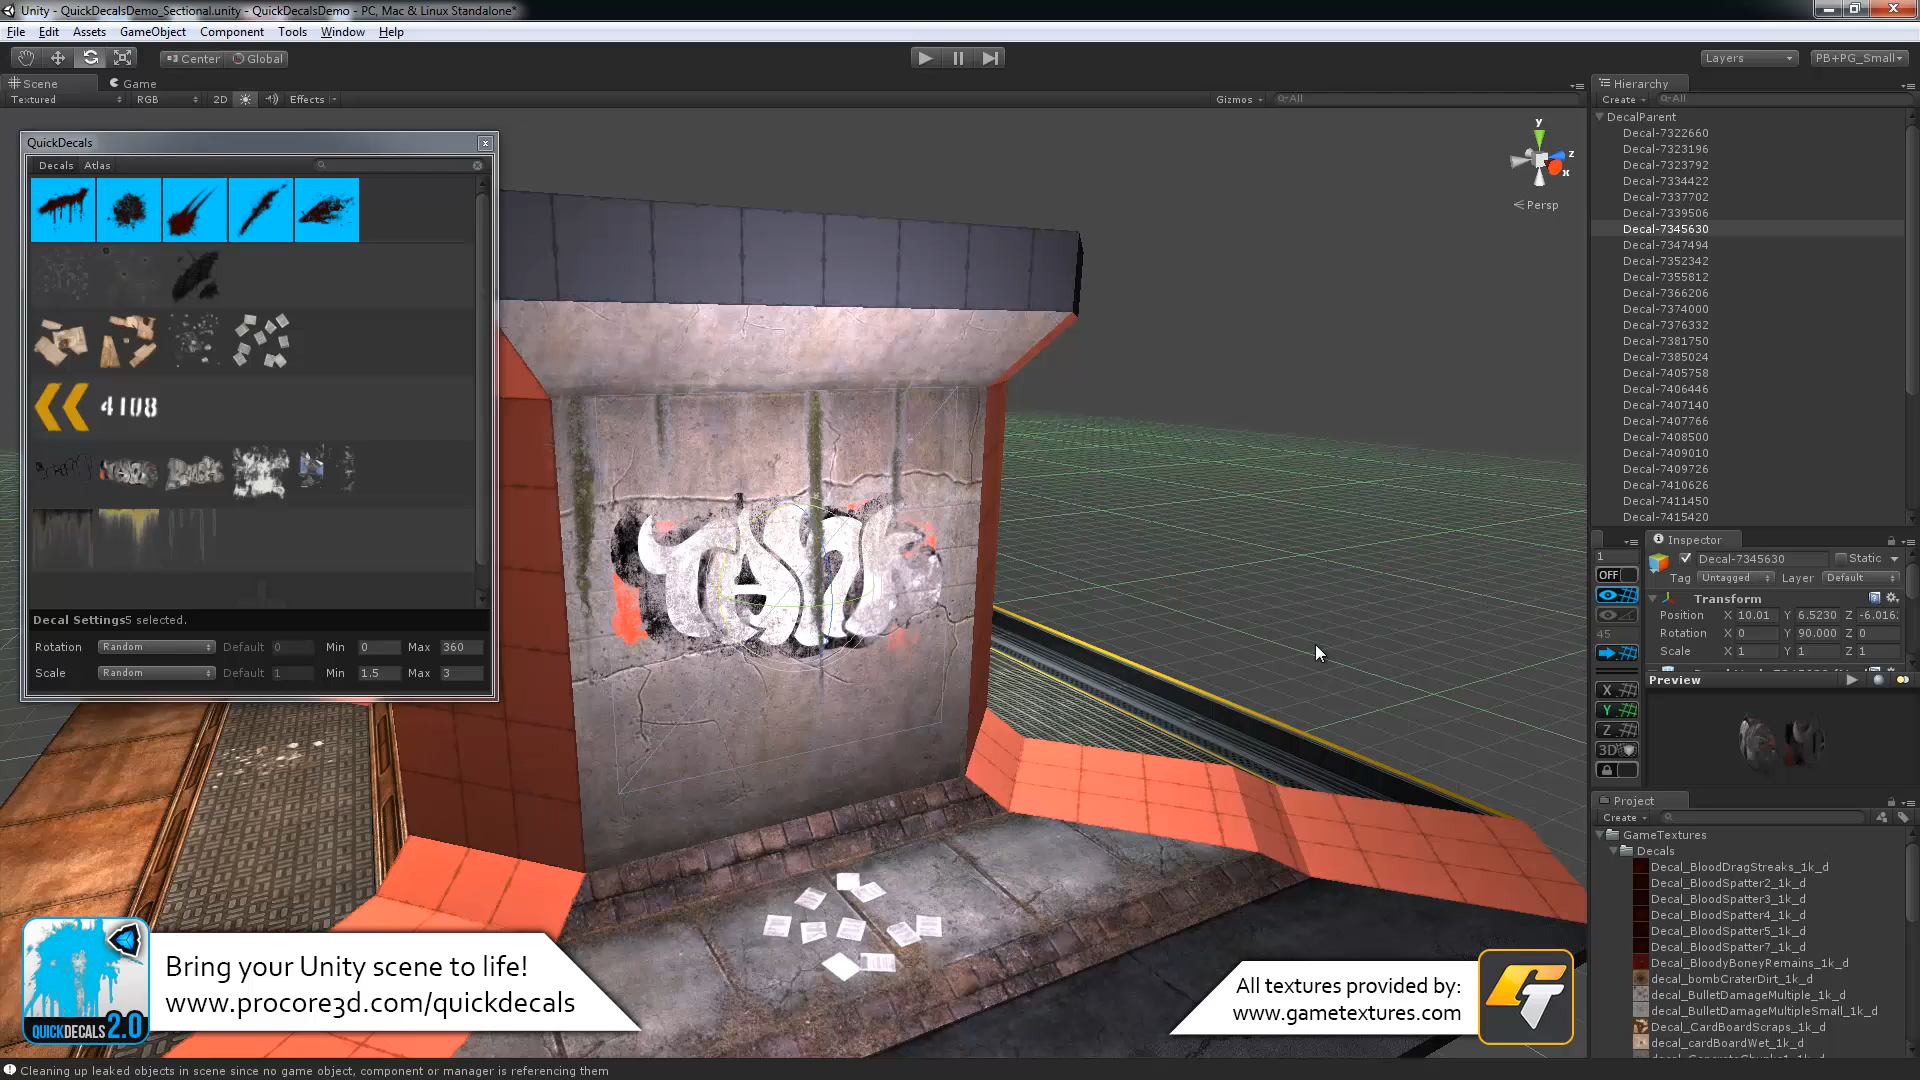 Unity - QuickDecalsDemo_Sectional.unity - QuickDecalsDemo - PC, Mac & Linux Standalone*
File Edit Assets GameObject Component Tools Window Help
Center Global
Layers PB+PG_Small
Scene Game
Textured RGB 2D Effects Gizmos All
Hierarchy
Create All
QuickDecals
Decals Atlas
4108
Decal Settings 5 selected.
Rotation Random Default 0 Min 0 Max 360
Scale Random Default 1 Min 1.5 Max 3
y
z
x
Persp
DecalParent
Decal-7322660
Decal-7323196
Decal-7323792
Decal-7334422
Decal-7337702
Decal-7339506
Decal-7345630
Decal-7347494
Decal-7352342
Decal-7355812
Decal-7366206
Decal-7374000
Decal-7376332
Decal-7381750
Decal-7385024
Decal-7405758
Decal-7406446
Decal-7407140
Decal-7407766
Decal-7408500
Decal-7409010
Decal-7409726
Decal-7410626
Decal-7411450
Decal-7415420
1
OFF
45
X
Y
Z
3D
Inspector
Decal-7345630 Static
Tag Untagged Layer Default
Transform
Position X 10.01 Y 6.5230 Z -6.016
Rotation X 0 Y 90.000 Z 0
Scale X 1 Y 1 Z 1
Preview
Project
Create
GameTextures
Decals
Decal_BloodDragStreaks_1k_d
Decal_BloodSpatter2_1k_d
Decal_BloodSpatter3_1k_d
Decal_BloodSpatter4_1k_d
Decal_BloodSpatter5_1k_d
Decal_BloodSpatter7_1k_d
Decal_BloodyBoneyRemains_1k_d
decal_bombCraterDirt_1k_d
decal_BulletDamageMultiple_1k_d
decal_BulletDamageMultipleSmall_1k_d
Decal_CardBoardScraps_1k_d
decal_cardBoardWet_1k_d
QUICKDECALS 2.0
Bring your Unity scene to life!
www.procore3d.com/quickdecals
All textures provided by:
www.gametextures.com
GT
Cleaning up leaked objects in scene since no game object, component or manager is referencing them